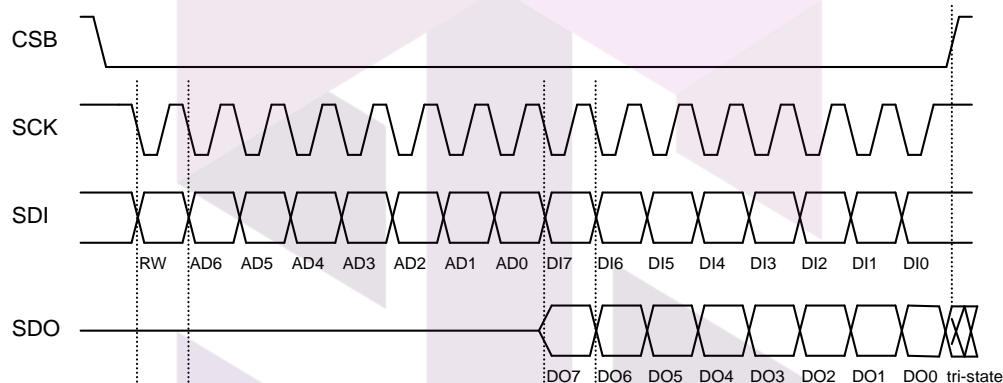 CSB
SCK
SDI
RW AD6 AD5 AD4 AD3 AD2 AD1 AD0 DI7 DI6 DI5 DI4 DI3 DI2 DI1 DI0
SDO
DO7 DO6 DO5 DO4 DO3 DO2 DO1 DO0 tri-state